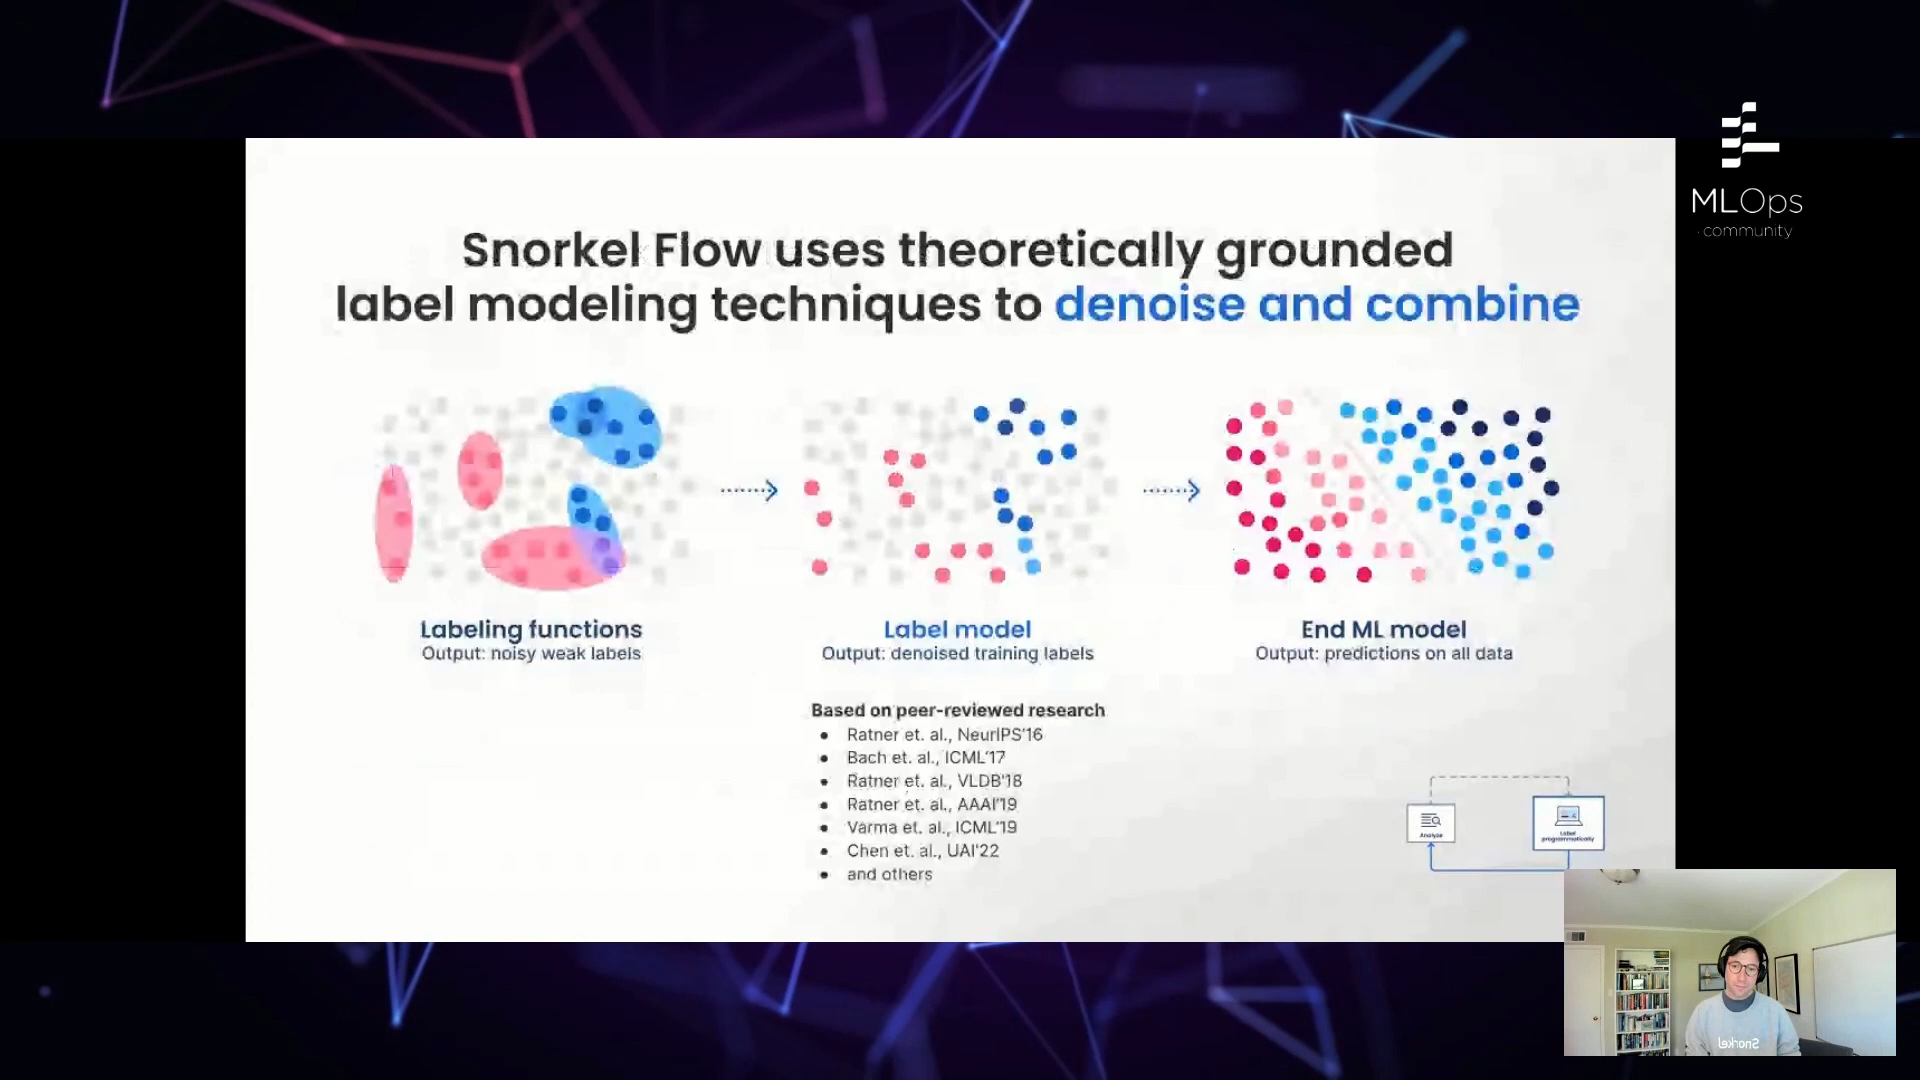 MLOps
community
Snorkel Flow uses theoretically grounded
label modeling techniques to denoise and combine
Labeling functions
Output: noisy weak labels
Label model
Output: denoised training labels
End ML model
Output: predictions on all data
Based on peer-reviewed research
Ratner et. al., NeurIPS'16
Bach et. al., ICML'17
Ratner et. al., VLDB'18
Ratner et. al., AAAI'19
Varma et. al., ICML'19
Chen et. al., UAI'22
and others
Analyze
Label
programmatically
Snorkel